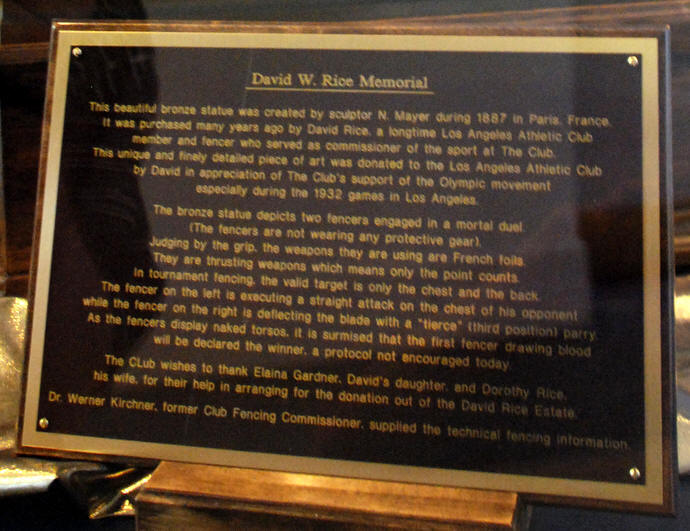 David W. Rice Memorial
This beautiful bronze statue was created by sculptor N. Mayer during 1887 in Paris, France.
It was purchased many years ago by David Rice, a longtime Los Angeles Athletic Club
member and fencer who served as commissioner of the sport at The Club.
This unique and finely detailed piece of art was donated to the Los Angeles Athletic Club
by David in appreciation of The Club's support of the Olympic movement
especially during the 1932 games in Los Angeles.
The bronze statue depicts two fencers engaged in a mortal duel.
(The fencers are not wearing any protective gear).
Judging by the grip, the weapons they are using are French foils.
They are thrusting weapons which means only the point counts.
In tournament fencing, the valid target is only the chest and the back.
The fencer on the left is executing a straight attack on the chest of his opponent
while the fencer on the right is deflecting the blade with a "tierce" (third position) parry.
As the fencers display naked torsos, it is surmised that the first fencer drawing blood
will be declared the winner, a protocol not encouraged today.
The CLub wishes to thank Elaina Gardner, David's daughter, and Dorothy Rice,
his wife, for their help in arranging for the donation out of the David Rice Estate.
Dr. Werner Kirchner, former Club Fencing Commissioner, supplied the technical fencing information.